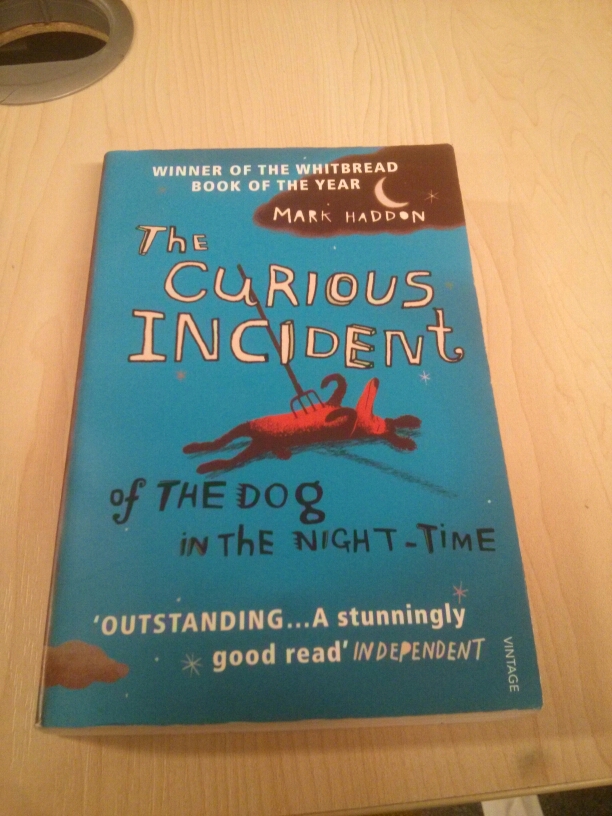 WINNER OF THE WHITBREAD
BOOK OF THE YEAR
MARK HADDON
The
CURIOUS
INCIDENT
of THE DOg
iN THE NIGHT-TIME
'OUTSTANDING...A stunningly
good read' INDEPENDENT
VINTAGE